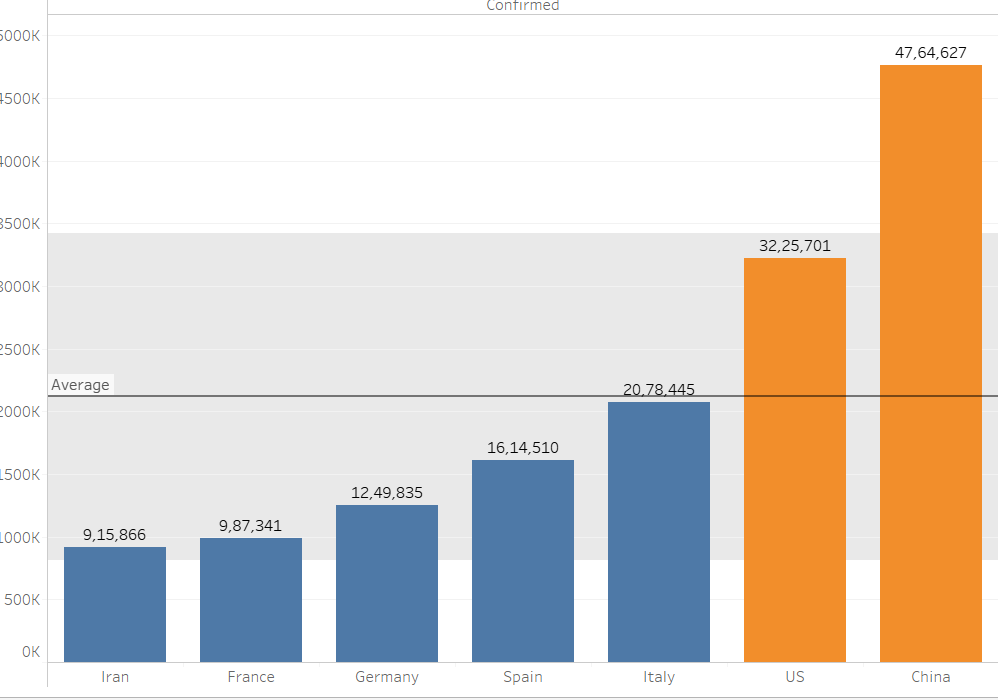 Confirmed
5000K
4500K
4000K
3500K
3000K
2500K
2000K
1500K
1000K
500K
0K
Average
9,15,866
9,87,341
12,49,835
16,14,510
20,78,445
32,25,701
47,64,627
Iran
France
Germany
Spain
Italy
US
China